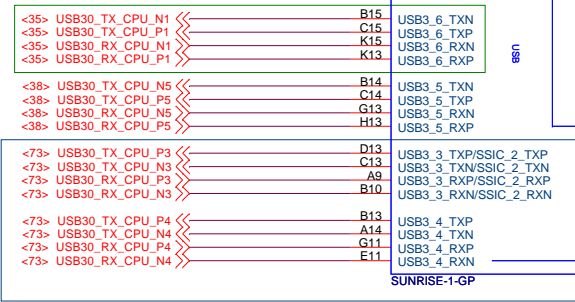 <35> USB30_TX_CPU_N1 B15 USB3_6_TXN
<35> USB30_TX_CPU_P1 C15 USB3_6_TXP
<35> USB30_RX_CPU_N1 K15 USB3_6_RXN
<35> USB30_RX_CPU_P1 K13 USB3_6_RXP
USB
<38> USB30_TX_CPU_N5 B14 USB3_5_TXN
<38> USB30_TX_CPU_P5 C14 USB3_5_TXP
<38> USB30_RX_CPU_N5 G13 USB3_5_RXN
<38> USB30_RX_CPU_P5 H13 USB3_5_RXP
<73> USB30_TX_CPU_P3 D13 USB3_3_TXP/SSIC_2_TXP
<73> USB30_TX_CPU_N3 C13 USB3_3_TXN/SSIC_2_TXN
<73> USB30_RX_CPU_P3 A9 USB3_3_RXP/SSIC_2_RXP
<73> USB30_RX_CPU_N3 B10 USB3_3_RXN/SSIC_2_RXN
<73> USB30_TX_CPU_P4 B13 USB3_4_TXP
<73> USB30_TX_CPU_N4 A14 USB3_4_TXN
<73> USB30_RX_CPU_P4 G11 USB3_4_RXP
<73> USB30_RX_CPU_N4 E11 USB3_4_RXN
SUNRISE-1-GP